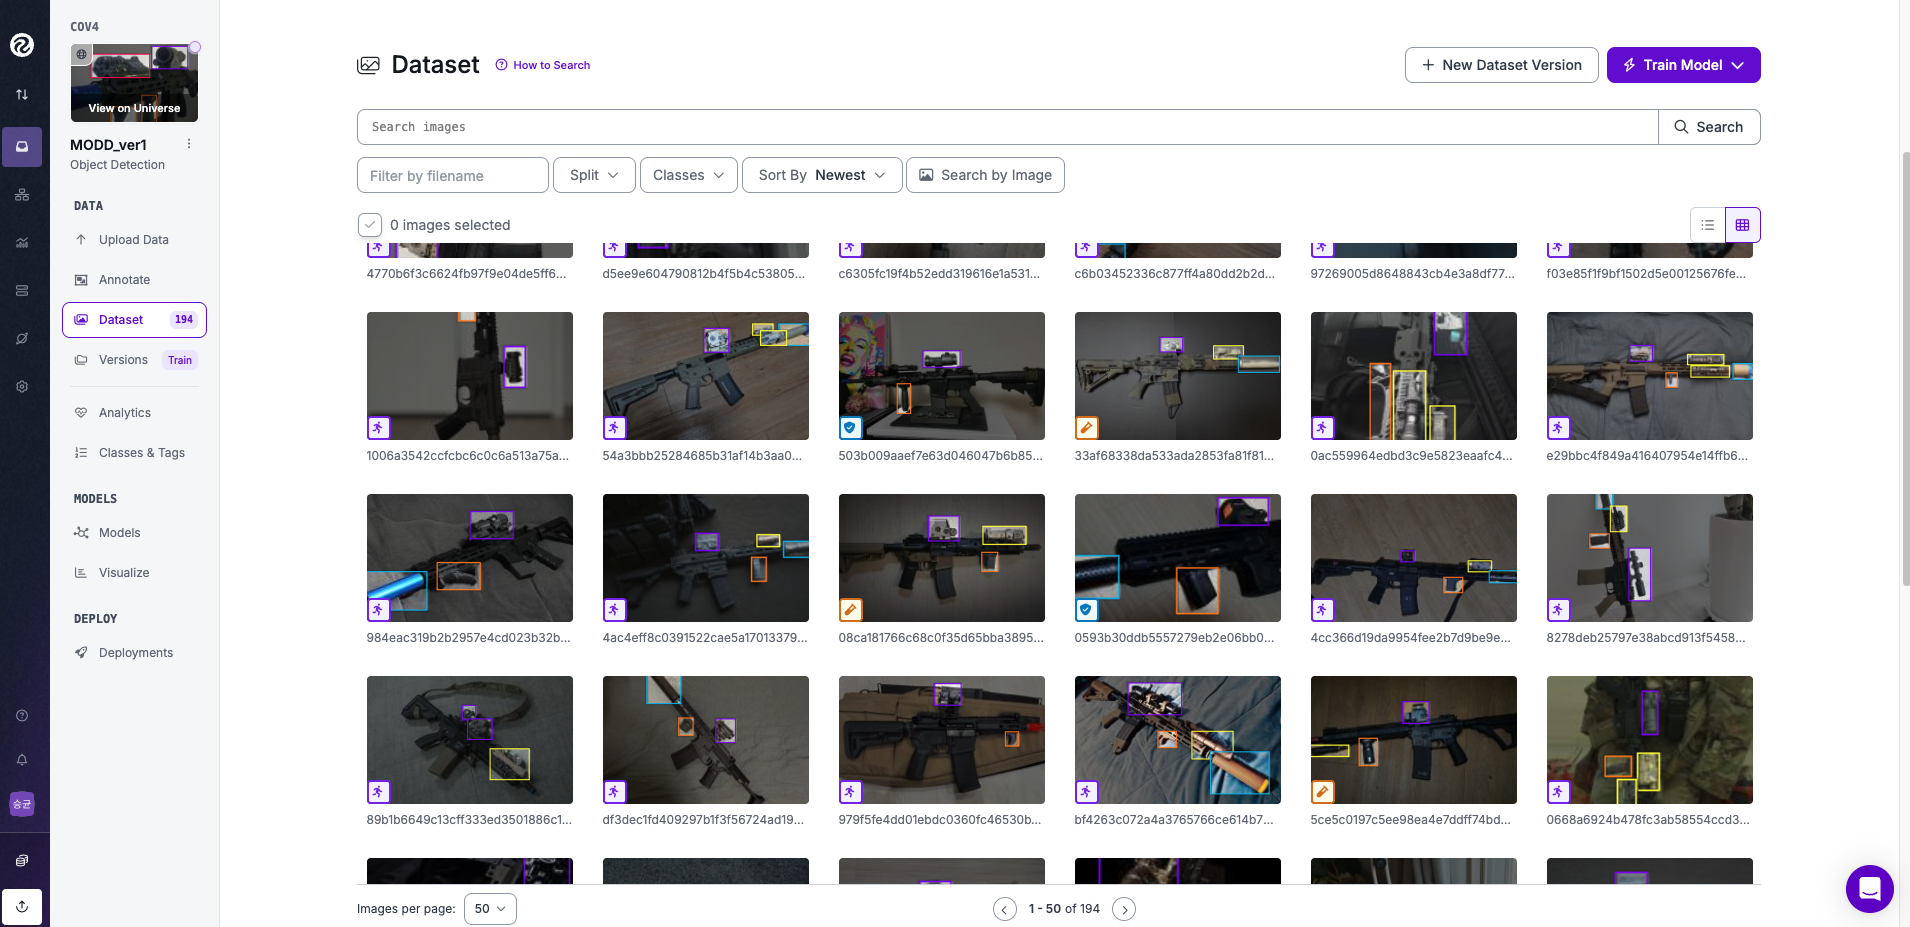 COV4
View on Universe
MODD_ver1
Object Detection
DATA
Upload Data
Annotate
Dataset 194
Versions Train
Analytics
Classes & Tags
MODELS
Models
Visualize
DEPLOY
Deployments
승균
Dataset
How to Search
New Dataset Version
Train Model
Search images
Search
Filter by filename
Split
Classes
Sort By Newest
Search by Image
0 images selected
4770b6f3c6624fb97f9e04de5ff6...
d5ee9e604790812b4f5b4c53805...
c6305fc19f4b52edd319616e1a531...
c6b03452336c877ff4a80dd2b2d...
97269005d8648843cb4e3a8df77...
f03e85f1f9bf1502d5e00125676fe...
1006a3542ccfcbc6c0c6a513a75a...
54a3bbb25284685b31af14b3aa0...
503b009aaef7e63d046047b6b85...
33af68338da533ada2853fa81f81...
0ac559964edbd3c9e5823eaafc4...
e29bbc4f849a416407954e14ffb6...
984eac319b2b2957e4cd023b32b...
4ac4eff8c0391522cae5a17013379...
08ca181766c68c0f35d65bba3895...
0593b30ddb5557279eb2e06bb0...
4cc366d19da9954fee2b7d9be9e...
8278deb25797e38abcd913f5458...
89b1b6649c13cff333ed3501886c1...
df3dec1fd409297b1f3f56724ad19...
979f5fe4dd01ebdc0360fc46530b...
bf4263c072a4a3765766ce614b7...
5ce5c0197c5ee98ea4e7ddff74bd...
0668a6924b478fc3ab58554ccd3...
Images per page: 50
1 - 50 of 194